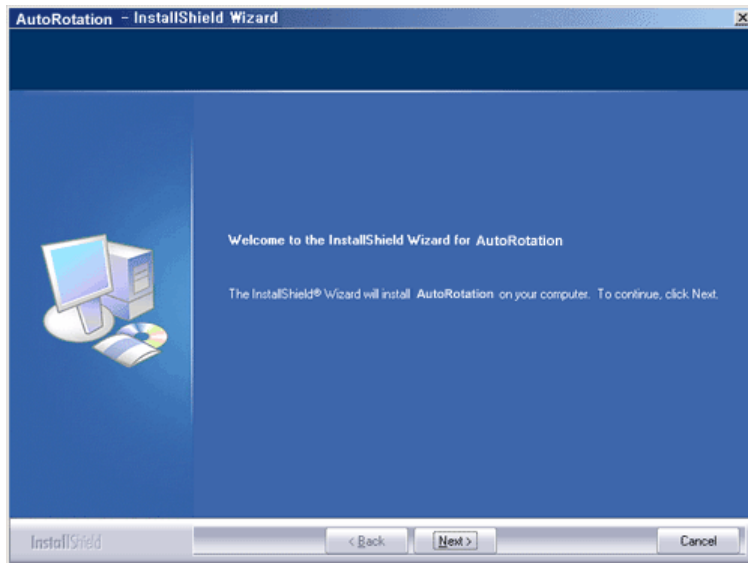 AutoRotation - InstallShield Wizard
Welcome to the InstallShield Wizard for AutoRotation
The InstallShield® Wizard will install AutoRotation on your computer. To continue, click Next.
InstallShield
< Back
Next >
Cancel